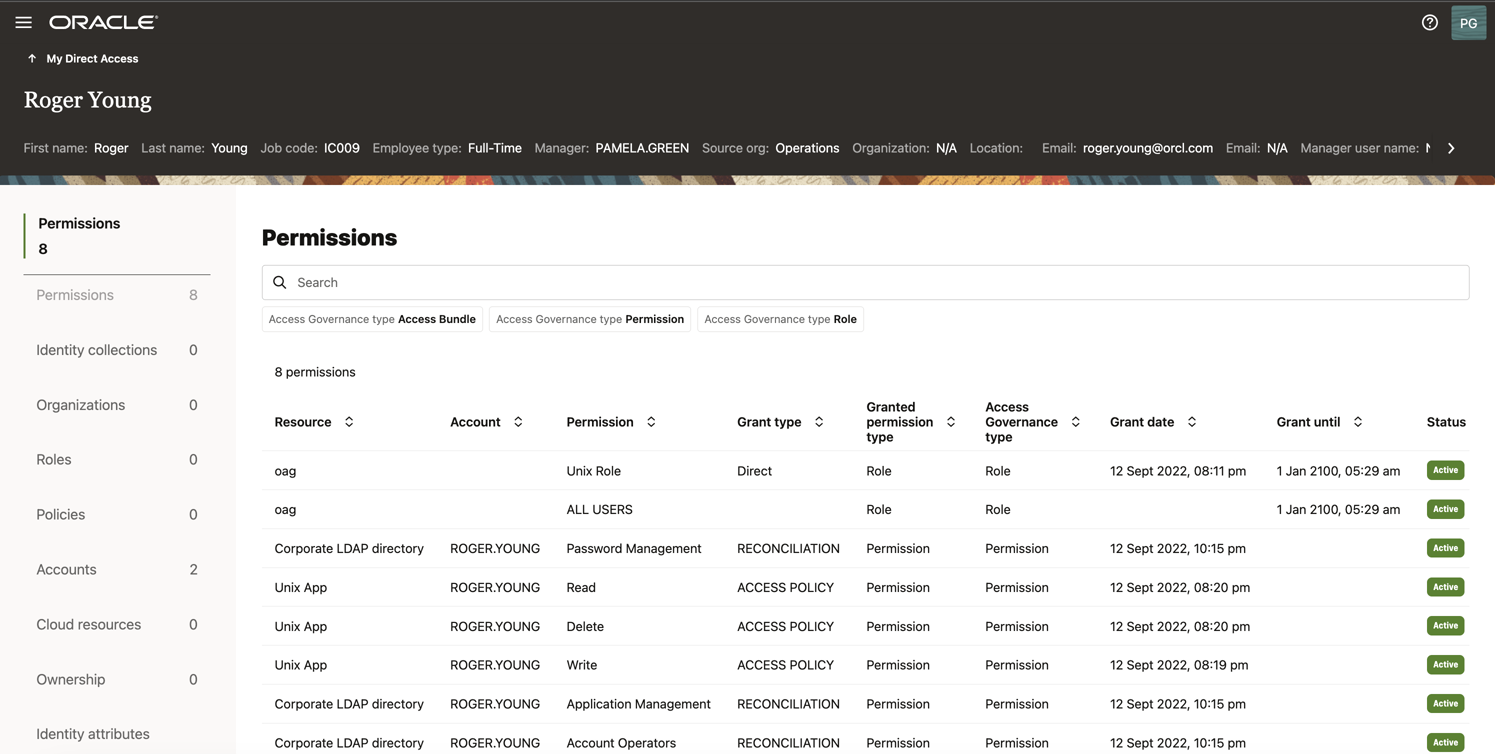 ORACLE
PG
My Direct Access
Roger Young
First name: Roger Last name: Young Job code: IC009 Employee type: Full-Time Manager: PAMELA.GREEN Source org: Operations Organization: N/A Location: Email: roger.young@orcl.com Email: N/A Manager user name:
Permissions
8
Permissions 8
Identity collections 0
Organizations 0
Roles 0
Policies 0
Accounts 2
Cloud resources 0
Ownership 0
Identity attributes
Permissions
Search
Access Governance type Access Bundle Access Governance type Permission Access Governance type Role
8 permissions
Resource Account Permission Grant type Granted permission type Access Governance type Grant date Grant until Status
oag Unix Role Direct Role Role 12 Sept 2022, 08:11 pm 1 Jan 2100, 05:29 am Active
oag ALL USERS Role Role 1 Jan 2100, 05:29 am Active
Corporate LDAP directory ROGER.YOUNG Password Management RECONCILIATION Permission Permission 12 Sept 2022, 10:15 pm Active
Unix App ROGER.YOUNG Read ACCESS POLICY Permission Permission 12 Sept 2022, 08:20 pm Active
Unix App ROGER.YOUNG Delete ACCESS POLICY Permission Permission 12 Sept 2022, 08:20 pm Active
Unix App ROGER.YOUNG Write ACCESS POLICY Permission Permission 12 Sept 2022, 08:19 pm Active
Corporate LDAP directory ROGER.YOUNG Application Management RECONCILIATION Permission Permission 12 Sept 2022, 10:15 pm Active
Corporate LDAP directory ROGER.YOUNG Account Operators RECONCILIATION Permission Permission 12 Sept 2022, 10:15 pm Active